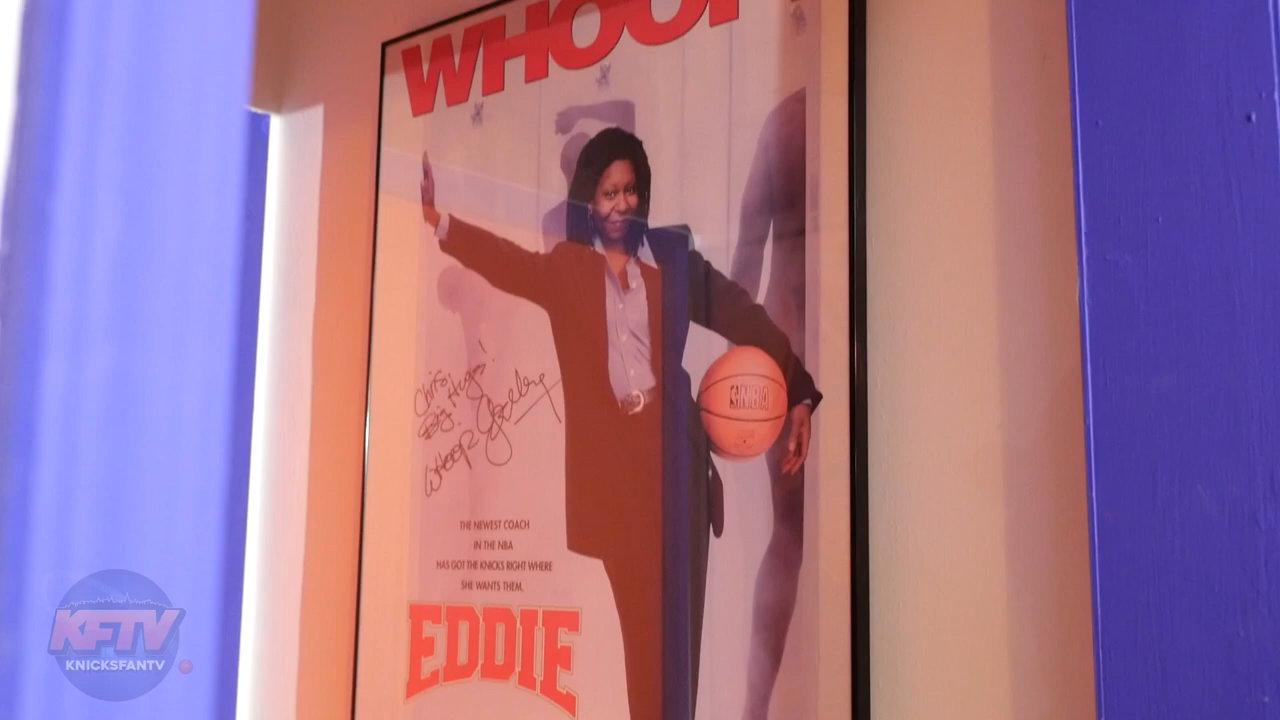 WHOOPI
Chris,
Big Hugs!
Whoopi Goldberg
NBA
THE NEWEST COACH
IN THE NBA
HAS GOT THE KNICKS RIGHT WHERE
SHE WANTS THEM.
EDDIE
KFTV
KNICKSFANTV